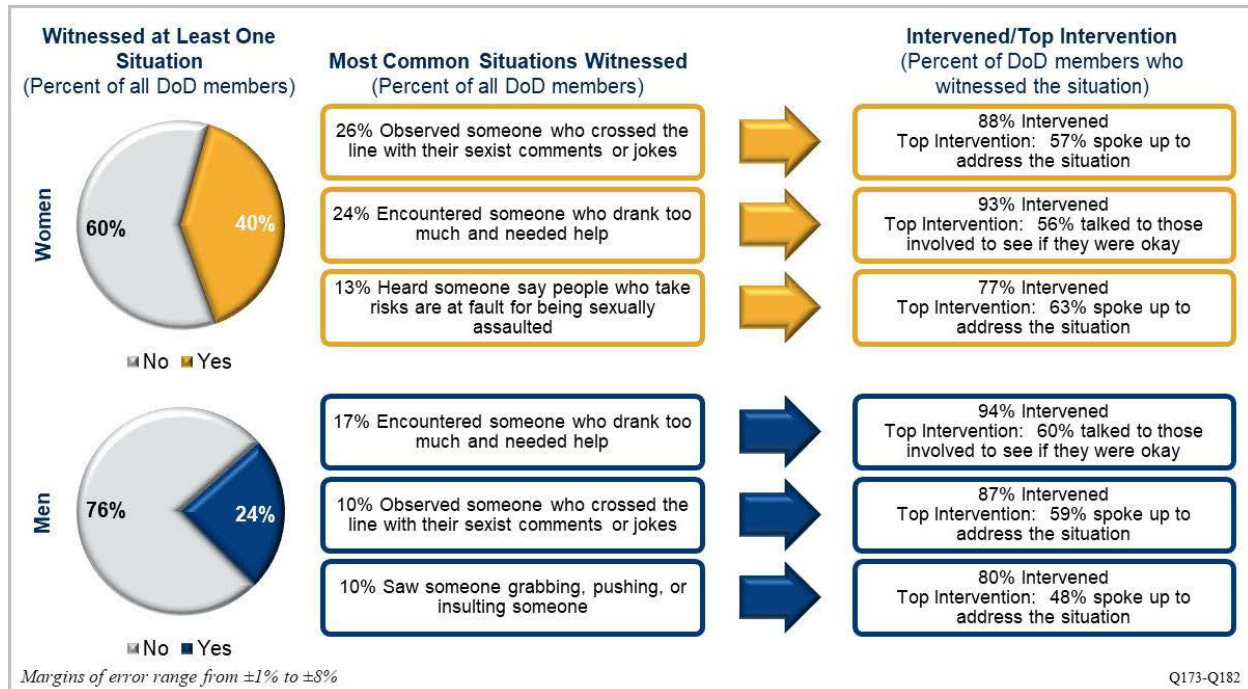 Witnessed at Least One
Situation
(Percent of all DoD members)
Most Common Situations Witnessed
(Percent of all DoD members)
Intervened/Top Intervention
(Percent of DoD members who
witnessed the situation)
Women
60%
40%
No Yes
26% Observed someone who crossed the
line with their sexist comments or jokes
88% Intervened
Top Intervention: 57% spoke up to
address the situation
24% Encountered someone who drank too
much and needed help
93% Intervened
Top Intervention: 56% talked to those
involved to see if they were okay
13% Heard someone say people who take
risks are at fault for being sexually
assaulted
77% Intervened
Top Intervention: 63% spoke up to
address the situation
Men
76%
24%
No Yes
17% Encountered someone who drank too
much and needed help
94% Intervened
Top Intervention: 60% talked to those
involved to see if they were okay
10% Observed someone who crossed the
line with their sexist comments or jokes
87% Intervened
Top Intervention: 59% spoke up to
address the situation
10% Saw someone grabbing, pushing, or
insulting someone
80% Intervened
Top Intervention: 48% spoke up to
address the situation
Margins of error range from ±1% to ±8%
Q173-Q182